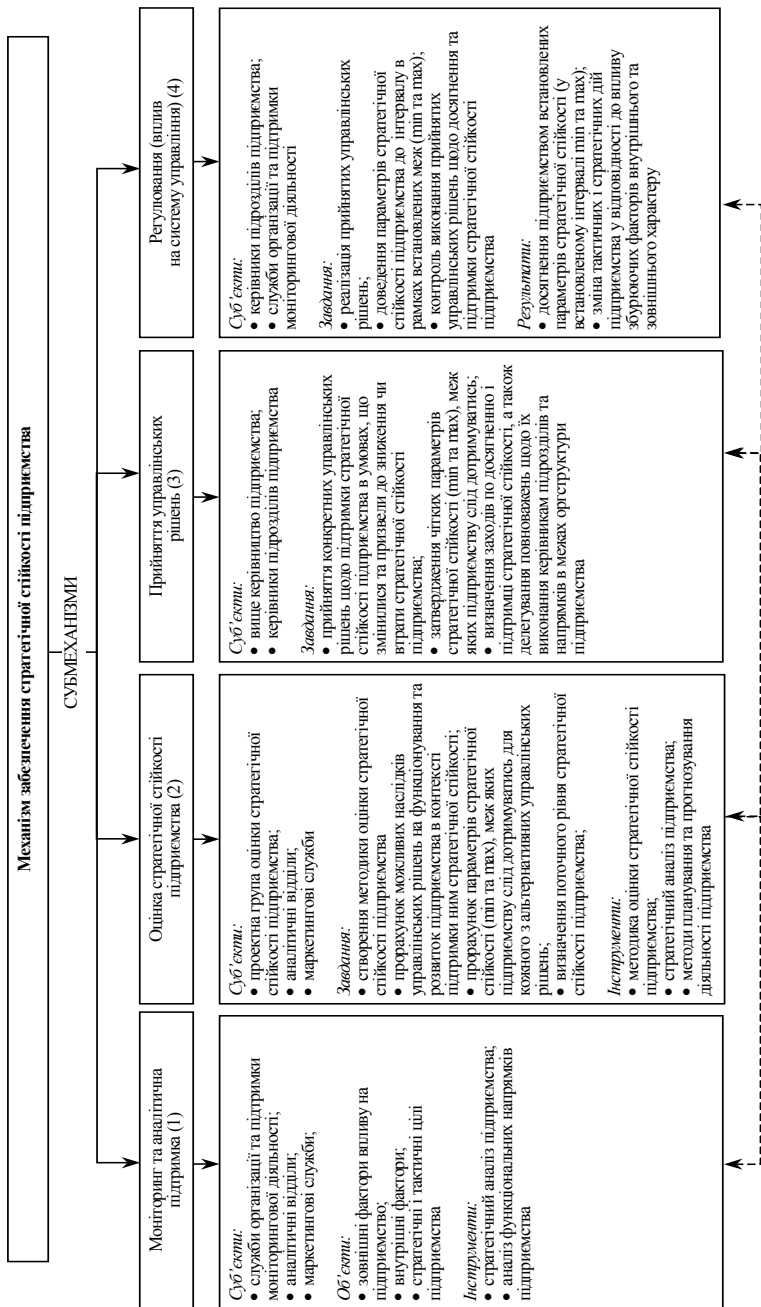 Механізм забезпечення стратегічної стійкості підприємства
СУБМЕХАНІЗМИ
Моніторинг та аналітична
підтримка (1)
Суб’єкти:
• служби організації та підтримки
моніторингової діяльності;
• аналітичні відділи;
• маркетингові служби;
Об’єкти:
• зовнішні фактори впливу на
підприємство;
• внутрішні фактори;
• стратегічні і тактичні цілі
підприємства
Інструменти:
• стратегічний аналіз підприємства;
• аналіз функціональних напрямків
підприємства
Оцінка стратегічної стійкості
підприємства (2)
Суб’єкти:
• проектна група оцінки стратегічної
стійкості підприємства;
• аналітичні відділи;
• маркетингові служби
Завдання:
• створення методики оцінки стратегічної
стійкості підприємства
• прорахунок можливих наслідків
управлінських рішень на функціонування та
розвиток підприємства в контексті
підтримки ним стратегічної стійкості;
• прорахунок параметрів стратегічної
стійкості (min та max), меж яких
підприємству слід дотримуватись для
кожного з альтернативних управлінських
рішень;
• визначення поточного рівня стратегічної
стійкості підприємства;
Інструменти:
• методика оцінки стратегічної стійкості
підприємства;
• стратегічний аналіз підприємства;
• методи планування та прогнозування
діяльності підприємства
Прийняття управлінських
рішень (3)
Суб’єкти:
• вище керівництво підприємства;
• керівники підрозділів підприємства
Завдання:
• прийняття конкретних управлінських
рішень щодо підтримки стратегічної
стійкості підприємства в умовах, що
змінилися та призвели до зниження чи
втрати стратегічної стійкості
підприємства;
• затвердження чітких параметрів
стратегічної стійкості (min та max), меж
яких підприємству слід дотримуватись;
• визначення заходів по досягненню і
підтримці стратегічної стійкості, а також
делегування повноважень щодо їх
виконання керівникам підрозділів та
напрямків в межах оргструктури
підприємства
Регулювання (вплив
на систему управління) (4)
Суб’єкти:
• керівники підрозділів підприємства;
• служби організації та підтримки
моніторингової діяльності
Завдання:
• реалізація прийнятих управлінських
рішень;
• доведення параметрів стратегічної
стійкості підприємства до інтервалу в
рамках встановлених меж (min та max);
• контроль виконання прийнятих
управлінських рішень щодо досягнення та
підтримки стратегічної стійкості
підприємства
Результати:
• досягнення підприємством встановлених
параметрів стратегічної стійкості (у
встановленому інтервалі min та max);
• зміна тактичних і стратегічних дій
підприємства у відповідності до впливу
збурюючих факторів внутрішнього та
зовнішнього характеру